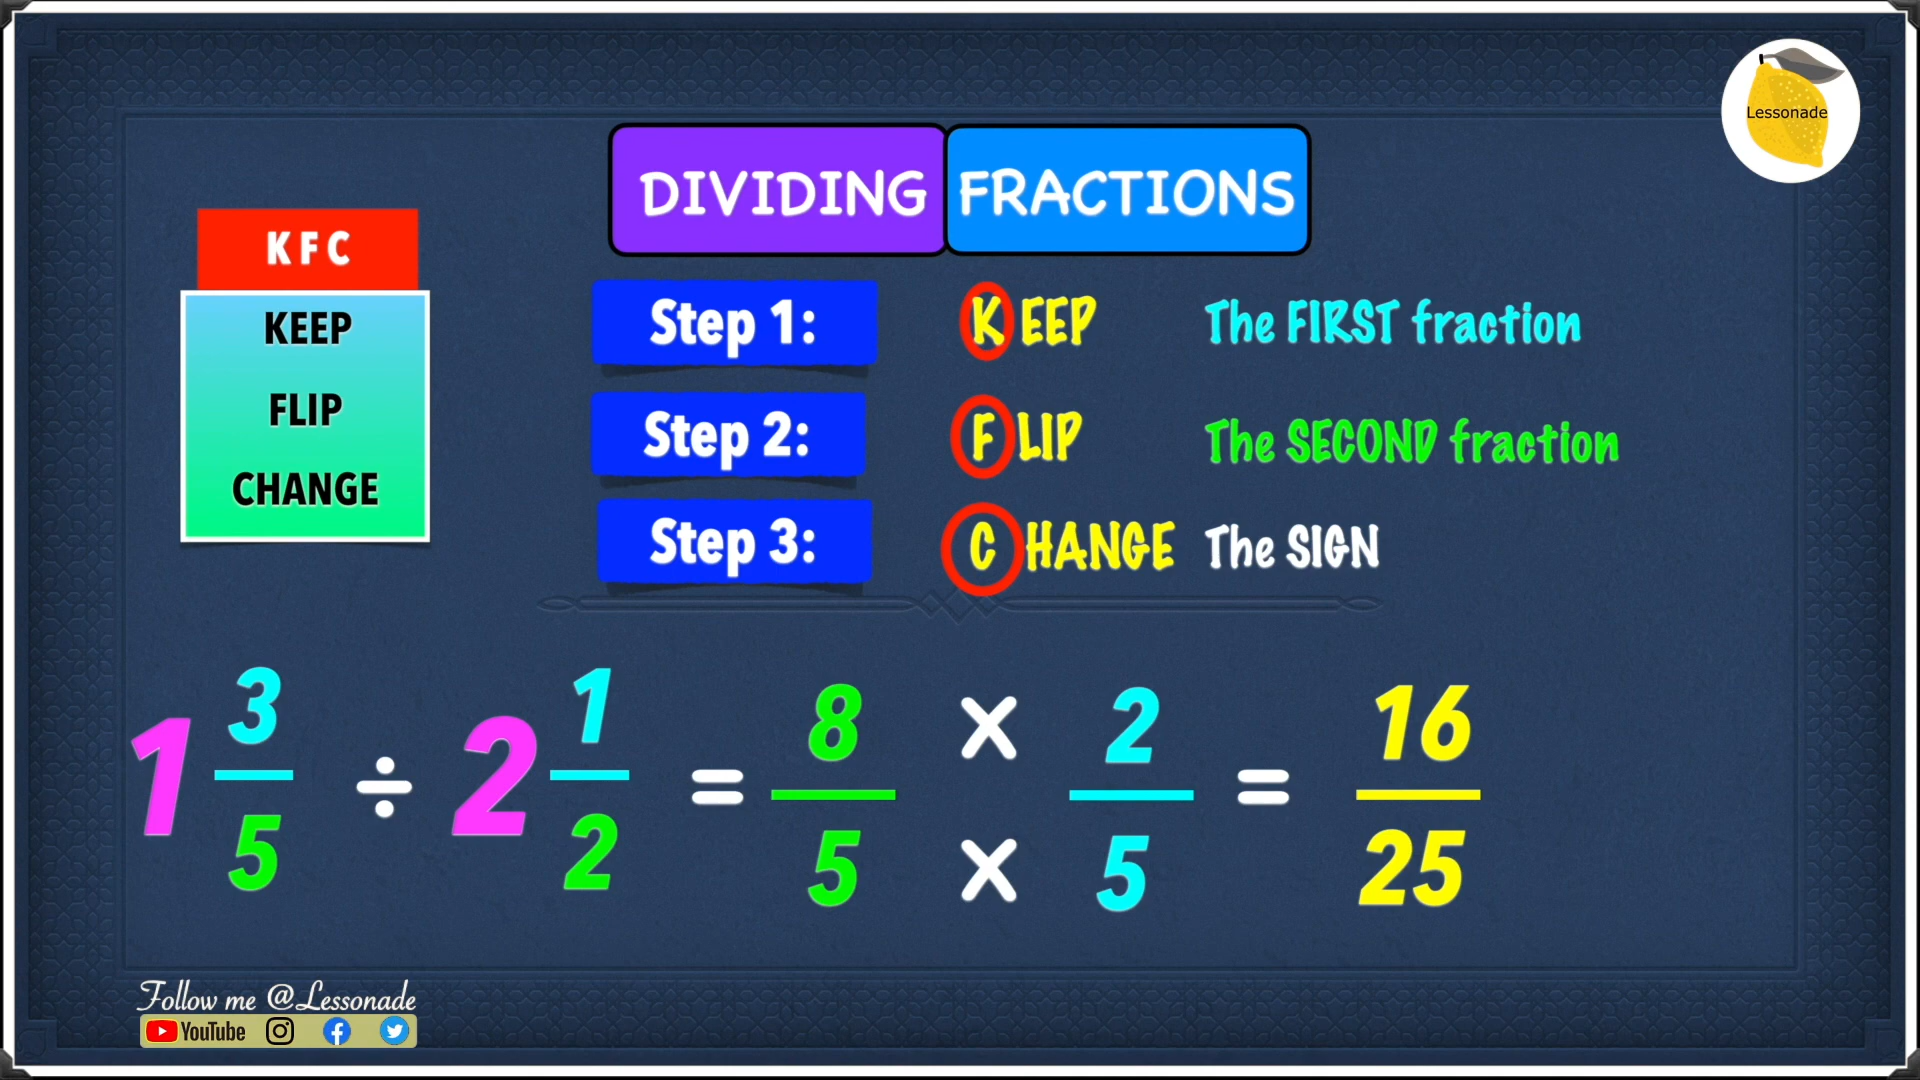 Lessonade
DIVIDING FRACTIONS
K F C
KEEP
FLIP
CHANGE
Step 1: KEEP The FIRST fraction
Step 2: FLIP The SECOND fraction
Step 3: CHANGE The SIGN
1 3/5 ÷ 2 1/2 = 8/5 × 2/5 = 16/25
×
Follow me @Lessonade
YouTube